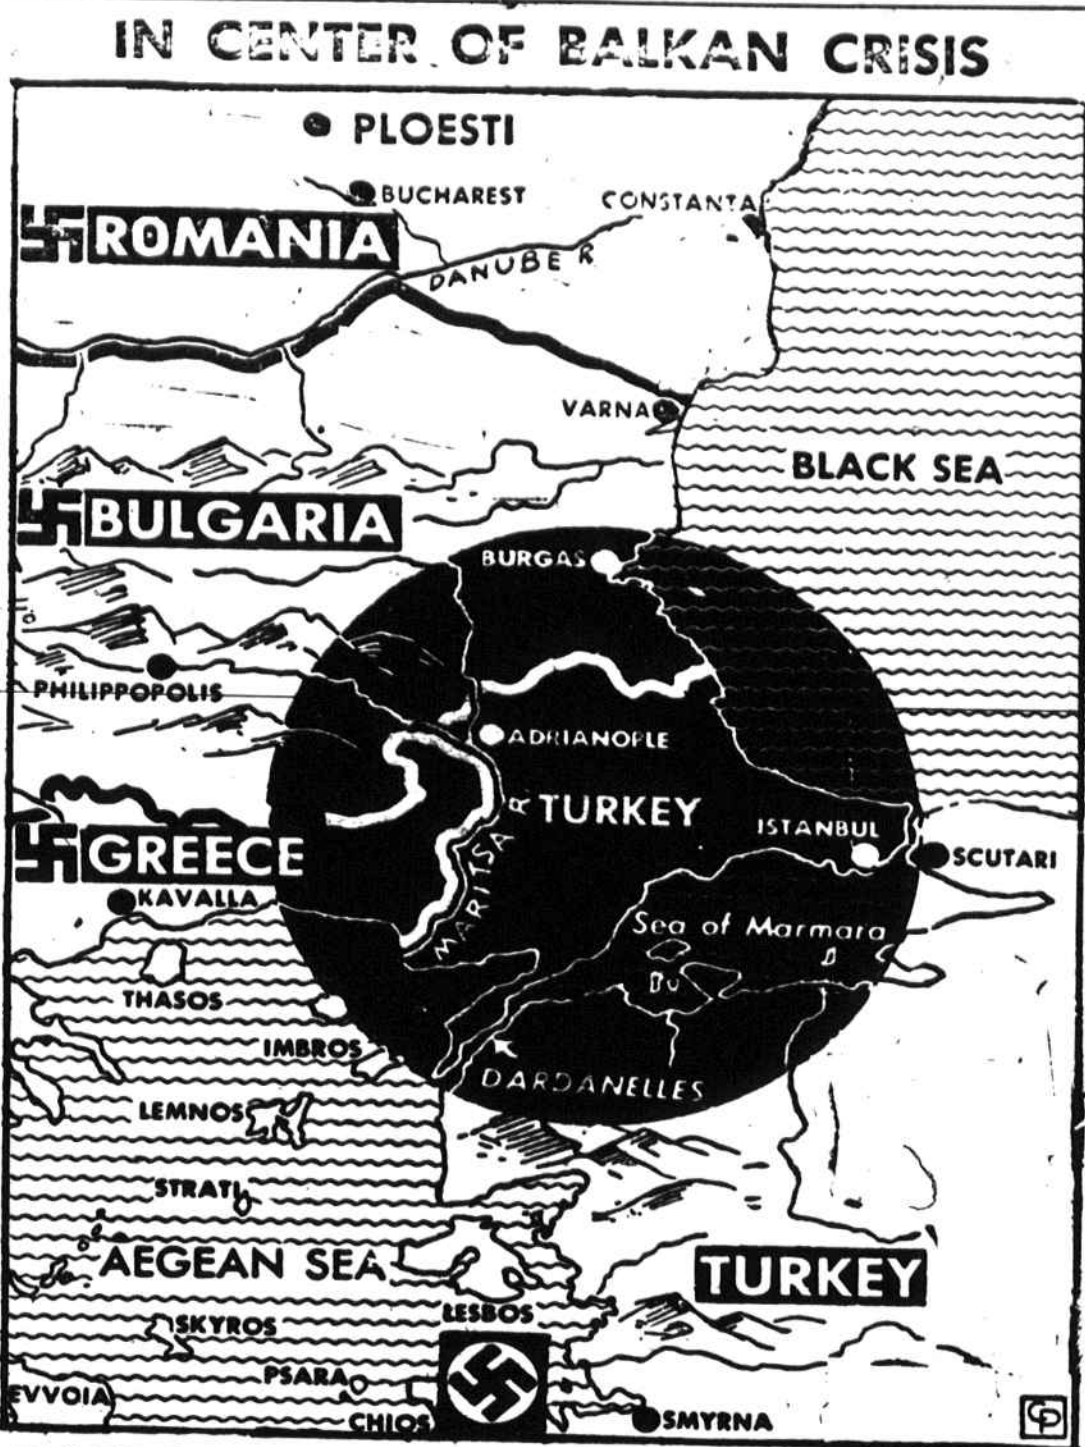 IN CENTER OF BALKAN CRISIS
PLOESTI
BUCHAREST
CONSTANTA
ROMANIA
DANUBE R
VARNA
BLACK SEA
BULGARIA
BURGAS
PHILIPPOPOLIS
ADRIANOPLE
TURKEY
MARITSA R
ISTANBUL
SCUTARI
GREECE
KAVALLA
Sea of Marmara
THASOS
IMBROS
DARDANELLES
LEMNOS
STRATI
AEGEAN SEA
TURKEY
LESBOS
SKYROS
PSARA
EVVOIA
CHIOS
SMYRNA
CP